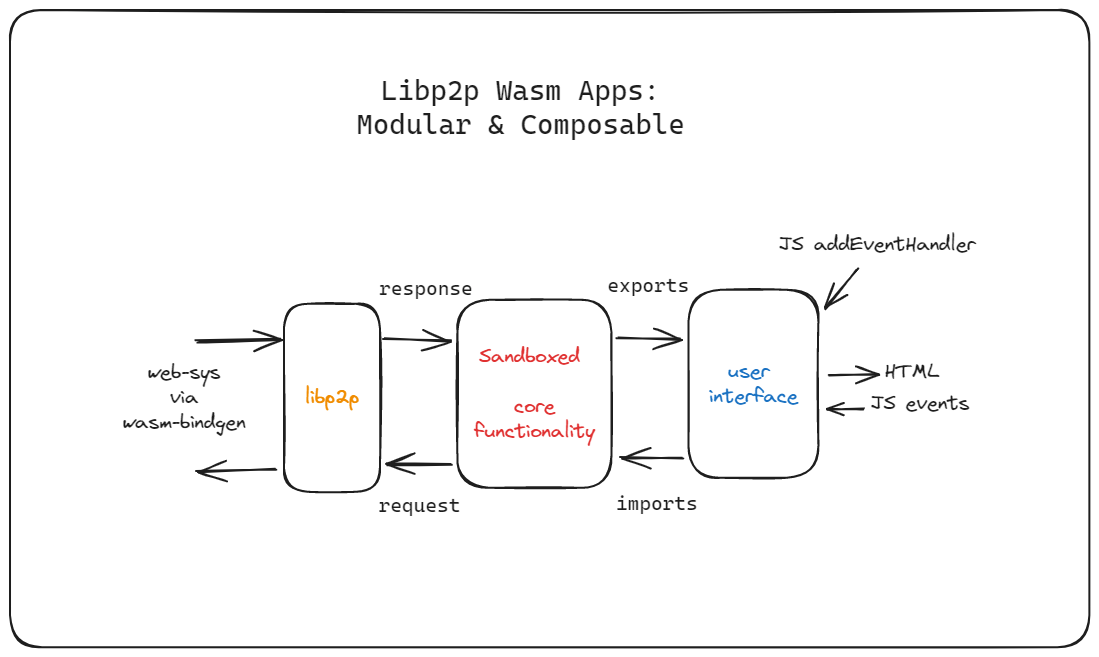 Libp2p Wasm Apps:
Modular & Composable
JS addEventHandler
response
exports
web-sys
via
wasm-bindgen
libp2p
Sandboxed
core
functionality
user
interface
HTML
JS events
request
imports